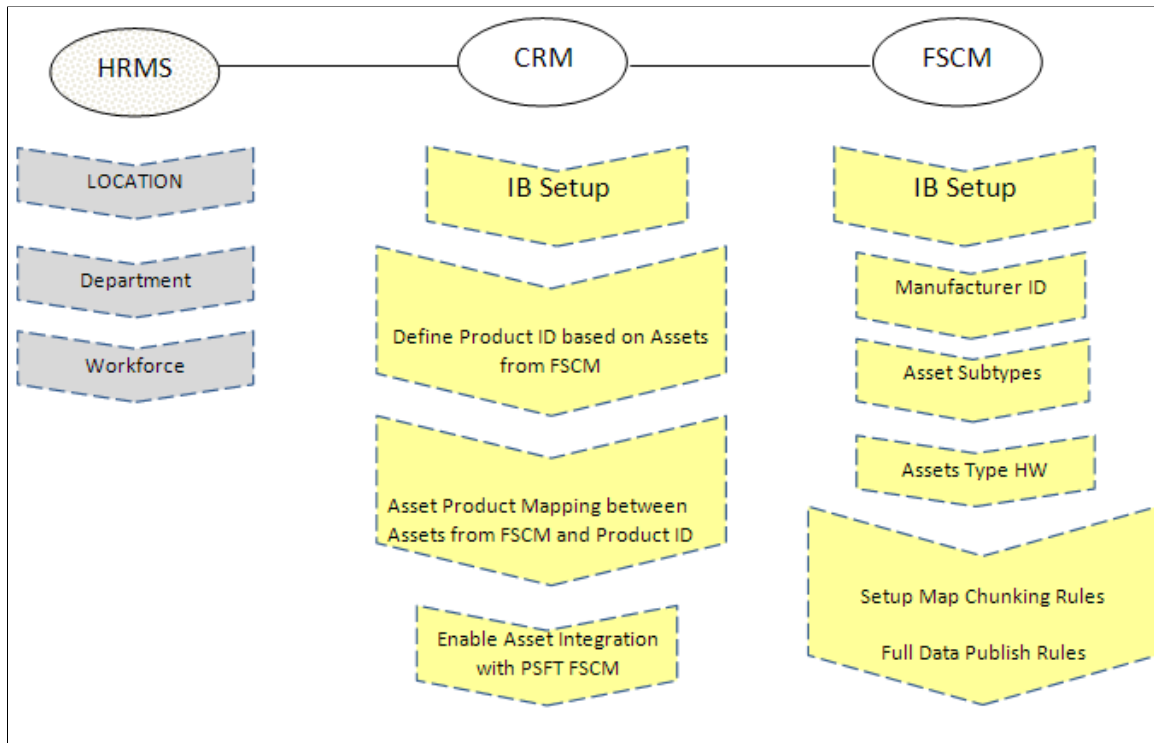 HRMS
CRM
FSCM
LOCATION
Department
Workforce
IB Setup
Define Product ID based on Assets
from FSCM
Asset Product Mapping between
Assets from FSCM and Product ID
Enable Asset Integration
with PSFT FSCM
IB Setup
Manufacturer ID
Asset Subtypes
Assets Type HW
Setup Map Chunking Rules
Full Data Publish Rules